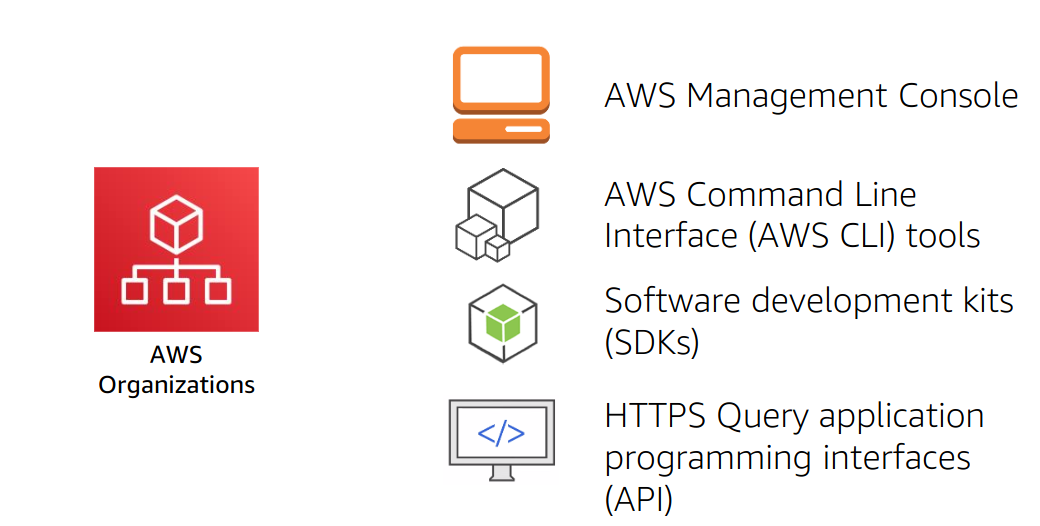 AWS Management Console
AWS Command Line
Interface (AWS CLI) tools
AWS
Organizations
Software development kits
(SDKs)
</>
HTTPS Query application
programming interfaces
(API)